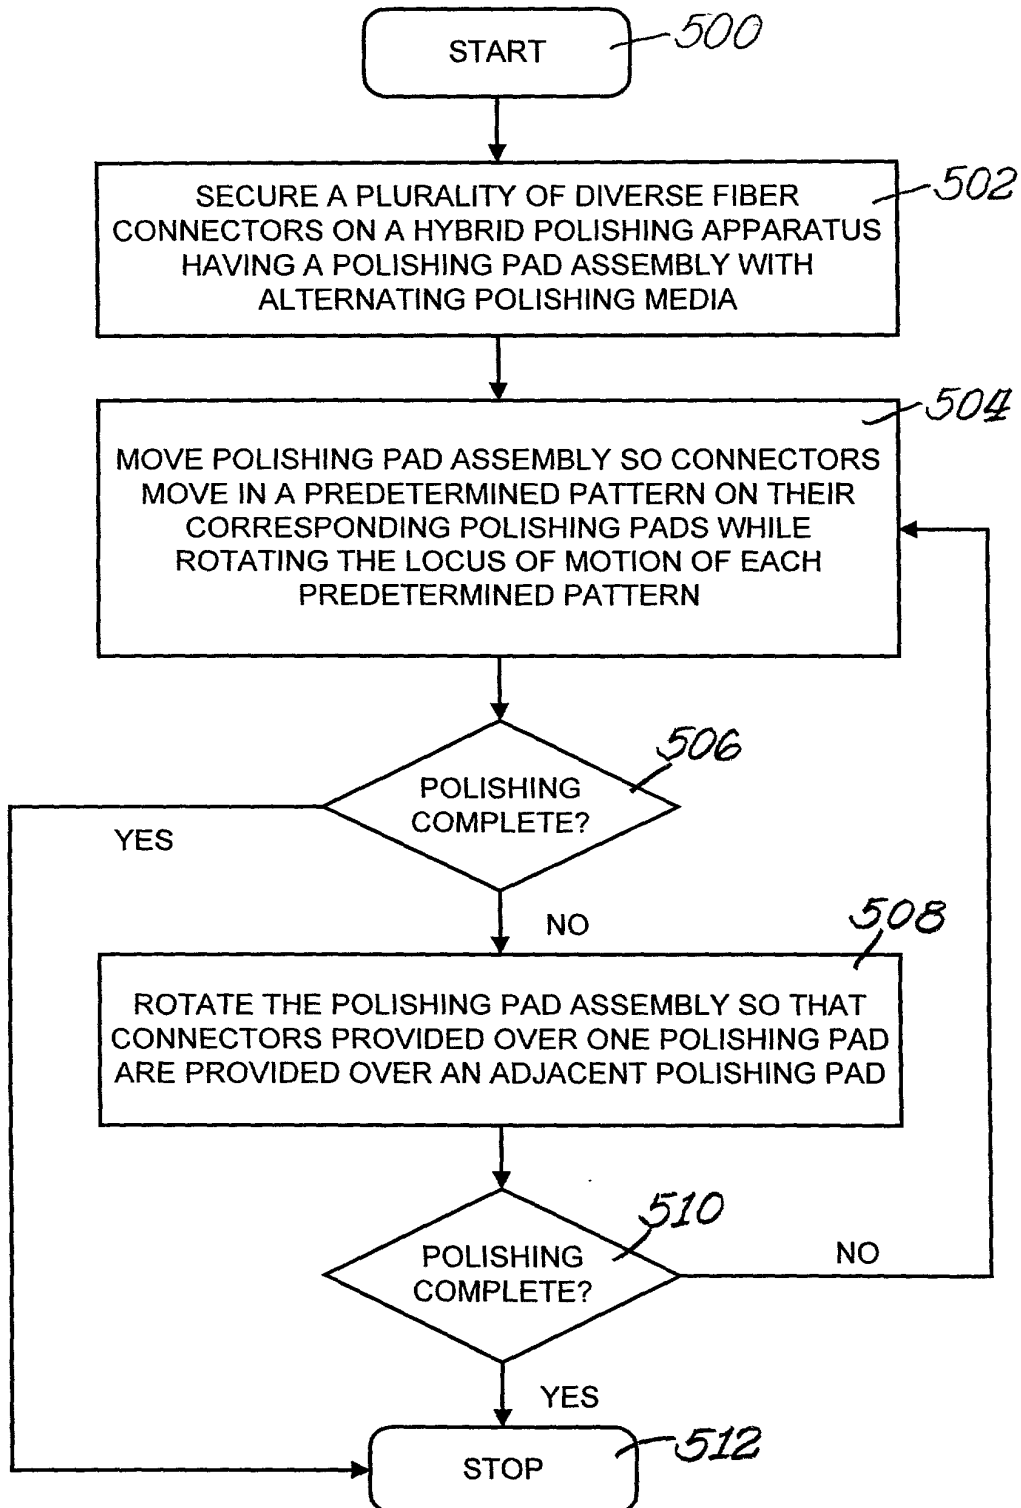 START
500
SECURE A PLURALITY OF DIVERSE FIBER
CONNECTORS ON A HYBRID POLISHING APPARATUS
HAVING A POLISHING PAD ASSEMBLY WITH
ALTERNATING POLISHING MEDIA
502
504
MOVE POLISHING PAD ASSEMBLY SO CONNECTORS
MOVE IN A PREDETERMINED PATTERN ON THEIR
CORRESPONDING POLISHING PADS WHILE
ROTATING THE LOCUS OF MOTION OF EACH
PREDETERMINED PATTERN
506
POLISHING
COMPLETE?
YES
NO
508
ROTATE THE POLISHING PAD ASSEMBLY SO THAT
CONNECTORS PROVIDED OVER ONE POLISHING PAD
ARE PROVIDED OVER AN ADJACENT POLISHING PAD
510
POLISHING
COMPLETE?
NO
YES
STOP
512